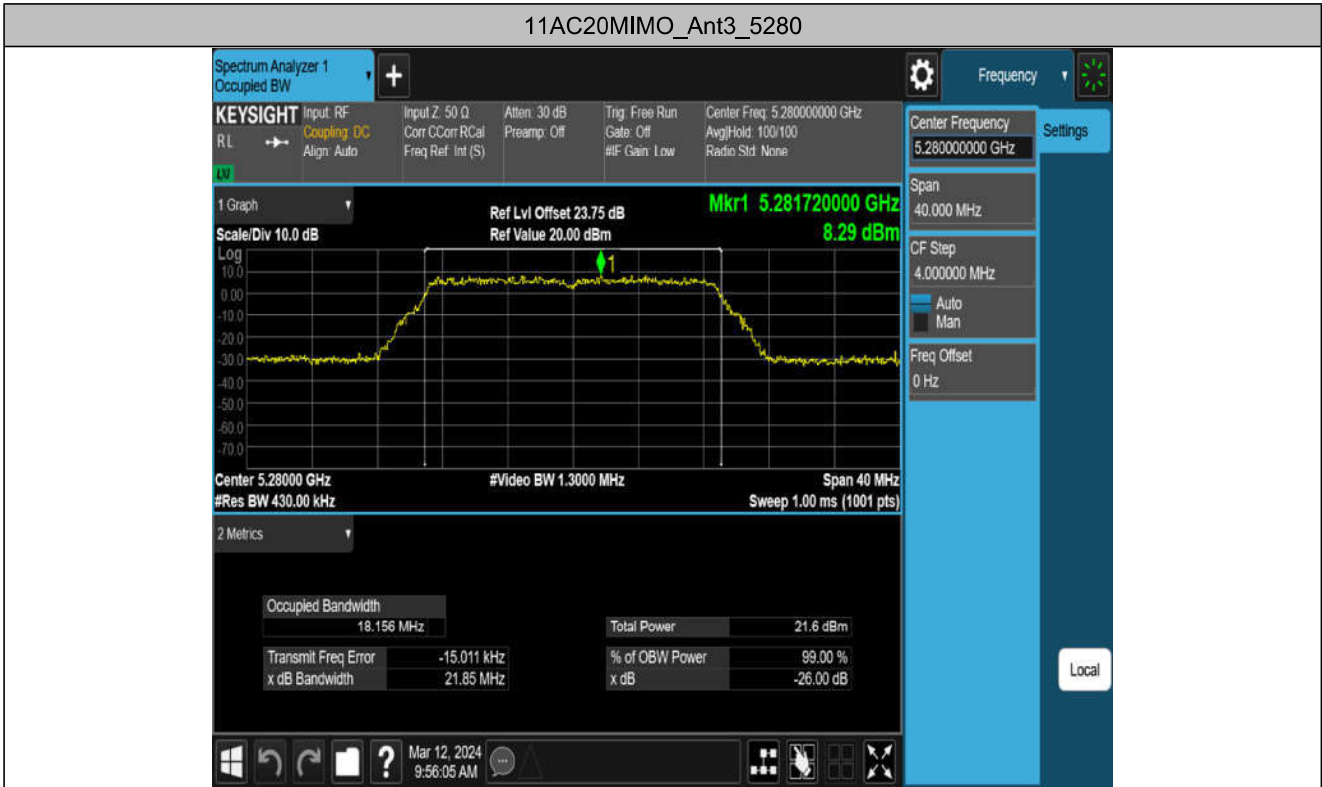 11AC20MIMO_Ant3_5280
Spectrum Analyzer 1
Occupied BW
Frequency
KEYSIGHT
RL
LXI
Input: RF
Coupling: DC
Align: Auto
Input Z: 50 Ω
Corr CCorr RCal
Freq Ref: Int (S)
Atten: 30 dB
Preamp: Off
Trig: Free Run
Gate: Off
#IF Gain: Low
Center Freq: 5.280000000 GHz
Avg|Hold: 100/100
Radio Std: None
Center Frequency
5.280000000 GHz
Settings
Span
40.000 MHz
CF Step
4.000000 MHz
Auto
Man
Freq Offset
0 Hz
Local
1 Graph
Scale/Div 10.0 dB
Ref Lvl Offset 23.75 dB
Ref Value 20.00 dBm
Mkr1 5.281720000 GHz
8.29 dBm
Log
1
10.0
0.00
-10.0
-20.0
-30.0
-40.0
-50.0
-60.0
-70.0
Center 5.28000 GHz
#Video BW 1.3000 MHz
Span 40 MHz
#Res BW 430.00 kHz
Sweep 1.00 ms (1001 pts)
2 Metrics
Occupied Bandwidth
18.156 MHz
Total Power 21.6 dBm
Transmit Freq Error -15.011 kHz
% of OBW Power 99.00 %
x dB Bandwidth 21.85 MHz
x dB -26.00 dB
?
Mar 12, 2024
9:56:05 AM